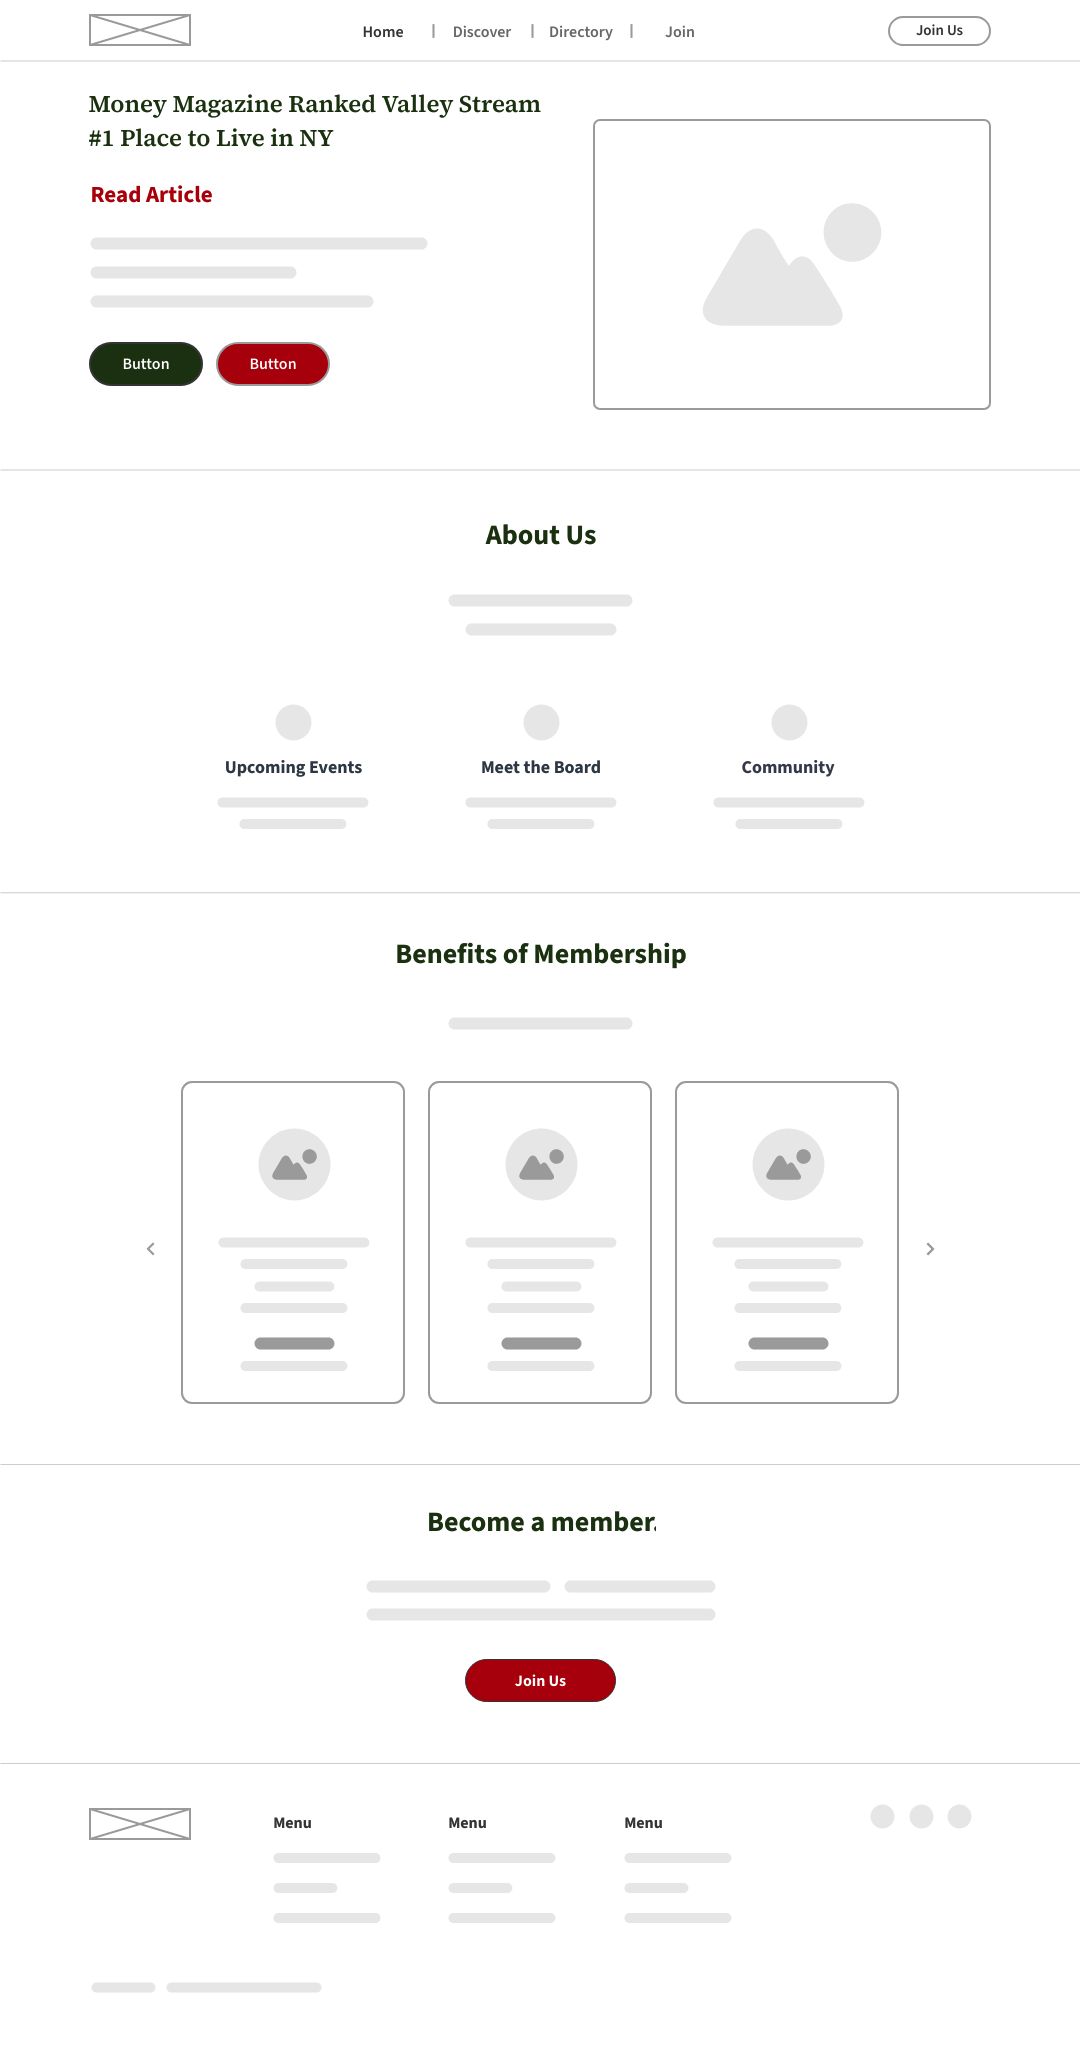 Home | Discover | Directory | Join
Join Us
Money Magazine Ranked Valley Stream
#1 Place to Live in NY
Read Article
Button
Button
About Us
Upcoming Events
Meet the Board
Community
Benefits of Membership
Become a member.
Join Us
Menu
Menu
Menu